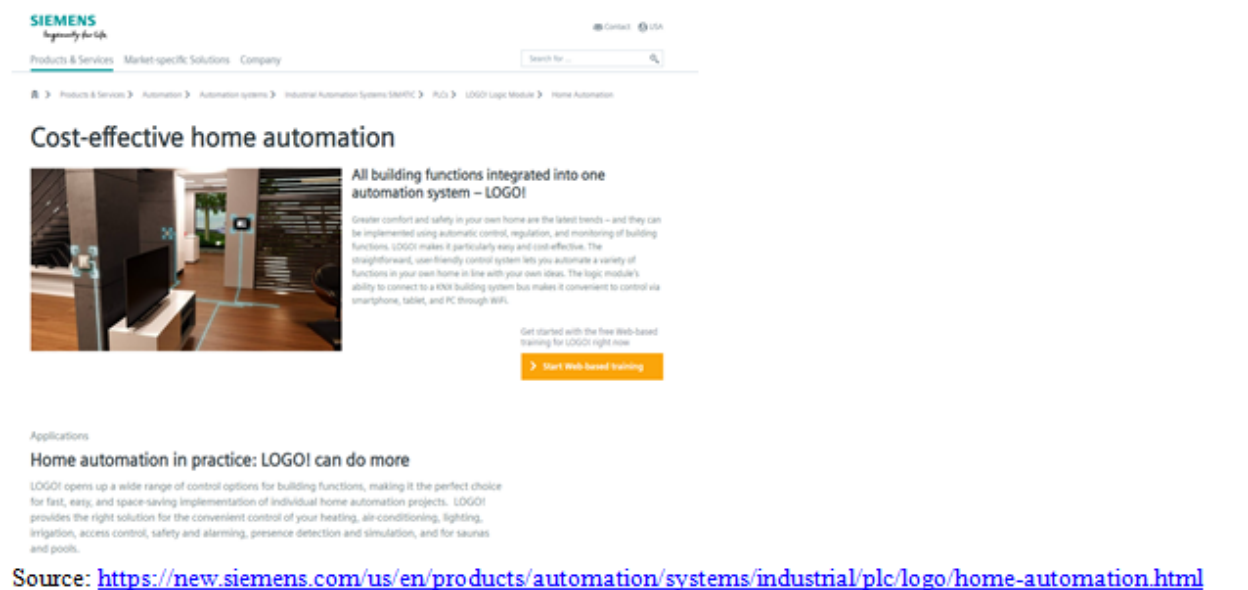 SIEMENS
Ingenuity for life
Contact USA
Products & Services Market-specific Solutions Company
Search for ...
Products & Services > Automation > Automation systems > Industrial Automation Systems SIMATIC > PLCs > LOGO! Logic Module > Home Automation
Cost-effective home automation
All building functions integrated into one
automation system – LOGO!
Greater comfort and safety in your own home are the latest trends – and they can
be implemented using automatic control, regulation, and monitoring of building
functions. LOGO! makes it particularly easy and cost-effective. The
straightforward, user-friendly control system lets you automate a variety of
functions in your own home in line with your own ideas. The logic module's
ability to connect to a KNX building system bus makes it convenient to control via
smartphone, tablet, and PC through WiFi.
Get started with the free Web-based
training for LOGO! right now
> Start Web-based training
Applications
Home automation in practice: LOGO! can do more
LOGO! opens up a wide range of control options for building functions, making it the perfect choice
for fast, easy, and space-saving implementation of individual home automation projects. LOGO!
provides the right solution for the convenient control of your heating, air-conditioning, lighting,
irrigation, access control, safety and alarming, presence detection and simulation, and for saunas
and pools.
Source: https://new.siemens.com/us/en/products/automation/systems/industrial/plc/logo/home-automation.html